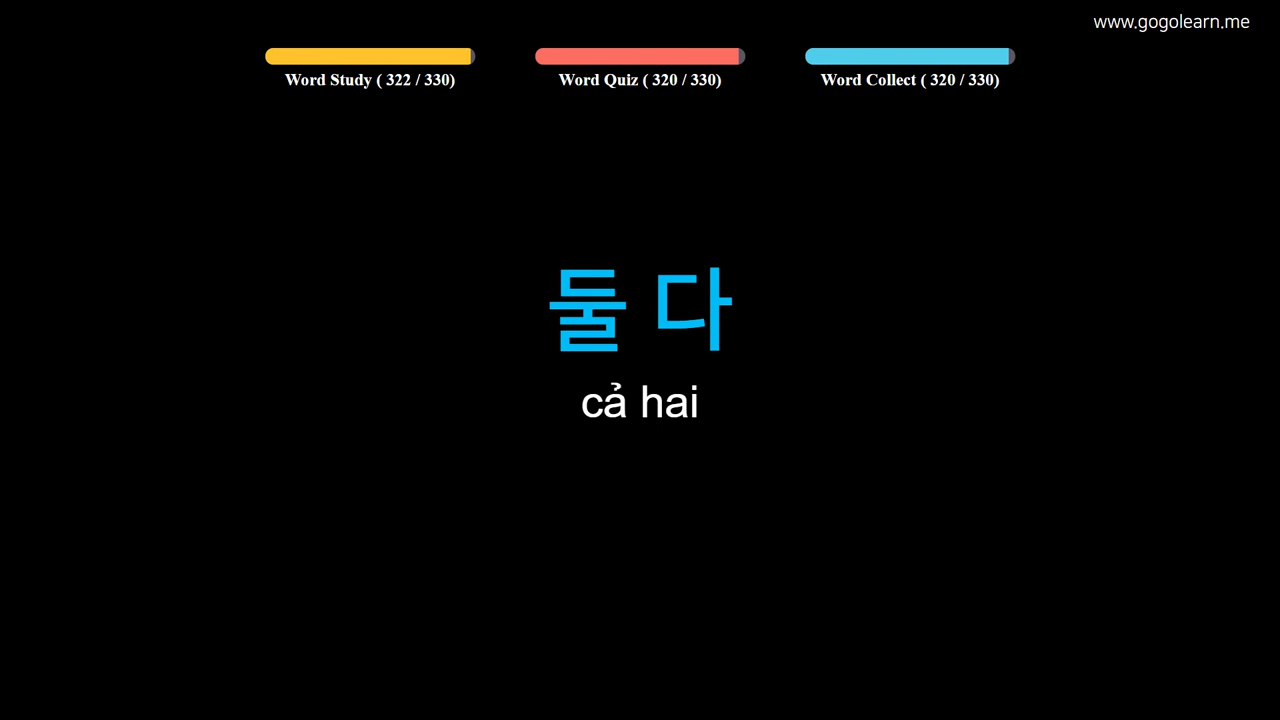 www.gogolearn.me
Word Study ( 322 / 330)
Word Quiz ( 320 / 330)
Word Collect ( 320 / 330)
둘 다
cả hai